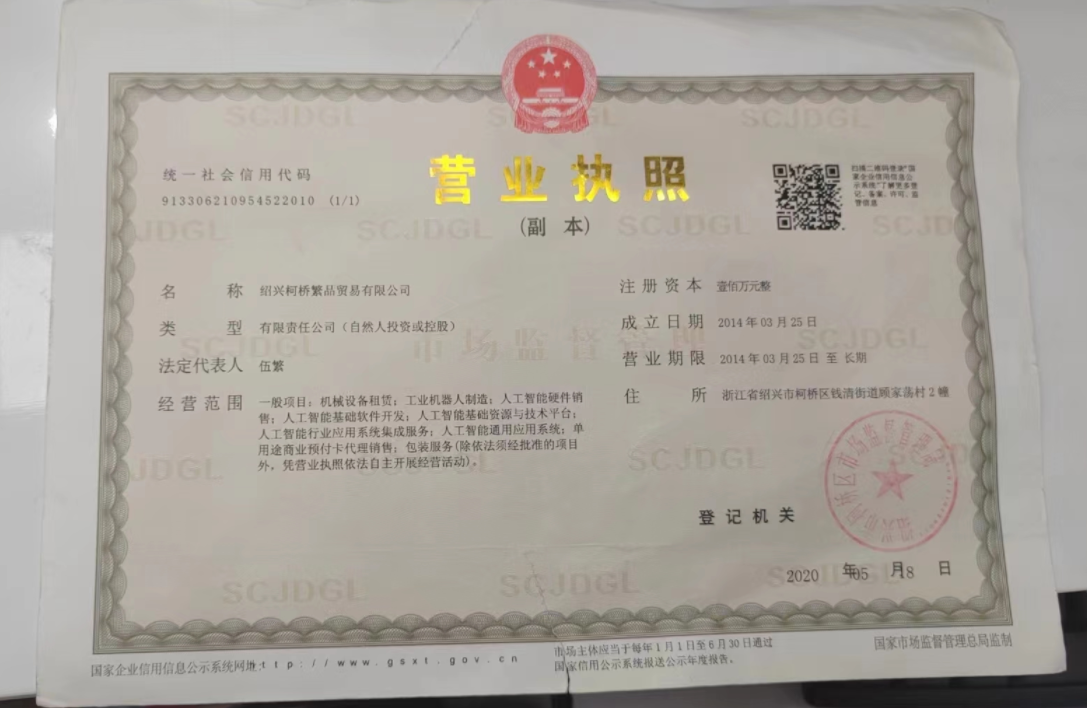 营业执照
(副 本)
统一社会信用代码
913306210954522010 (1/1)
扫描二维码登录“国
家企业信用信息公
示系统”了解更多登
记、备案、许可、监
管信息
名 称 绍兴柯桥繁品贸易有限公司
类 型 有限责任公司（自然人投资或控股）
法定代表人 伍繁
经营范围 一般项目：机械设备租赁；工业机器人制造；人工智能硬件销
售；人工智能基础软件开发；人工智能基础资源与技术平台；
人工智能行业应用系统集成服务；人工智能通用应用系统；单
用途商业预付卡代理销售；包装服务(除依法须经批准的项目
外，凭营业执照依法自主开展经营活动)。
注册资本 壹佰万元整
成立日期 2014年03月25日
营业期限 2014年03月25日 至 长期
住 所 浙江省绍兴市柯桥区钱清街道顾家荡村2幢
登记机关
绍兴市柯桥区市场监督管理局
2020 年05 月18 日
SCJDGL
市场监督管理
国家企业信用信息公示系统网址:http://www.gsxt.gov.cn
市场主体应当于每年1月1日至6月30日通过
国家信用公示系统报送公示年度报告。
国家市场监督管理总局监制